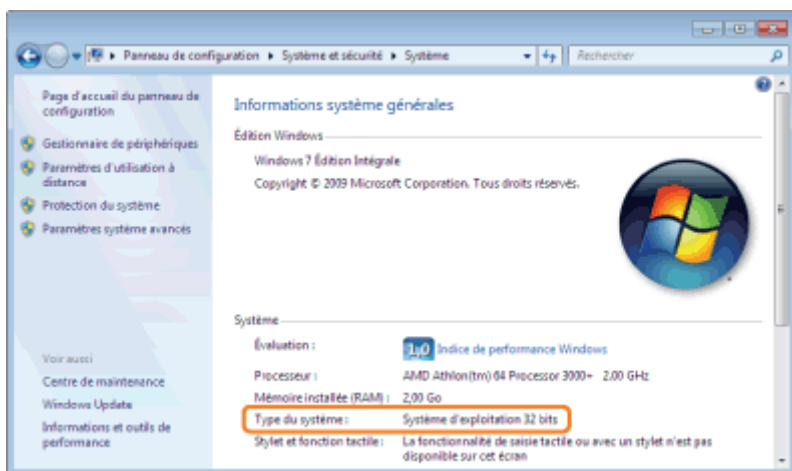 Panneau de configuration ▸ Système et sécurité ▸ Système
Rechercher
Page d'accueil du panneau de
configuration
Gestionnaire de périphériques
Paramètres d'utilisation à
distance
Protection du système
Paramètres système avancés
Voir aussi
Centre de maintenance
Windows Update
Informations et outils de
performance
Informations système générales
Édition Windows
Windows 7 Édition Intégrale
Copyright © 2009 Microsoft Corporation. Tous droits réservés.
Système
Évaluation :
1,0 Indice de performance Windows
Processeur : AMD Athlon(tm) 64 Processor 3000+ 2.00 GHz
Mémoire installée (RAM) : 2,00 Go
Type du système : Système d'exploitation 32 bits
Stylet et fonction tactile : La fonctionnalité de saisie tactile ou avec un stylet n'est pas
disponible sur cet écran